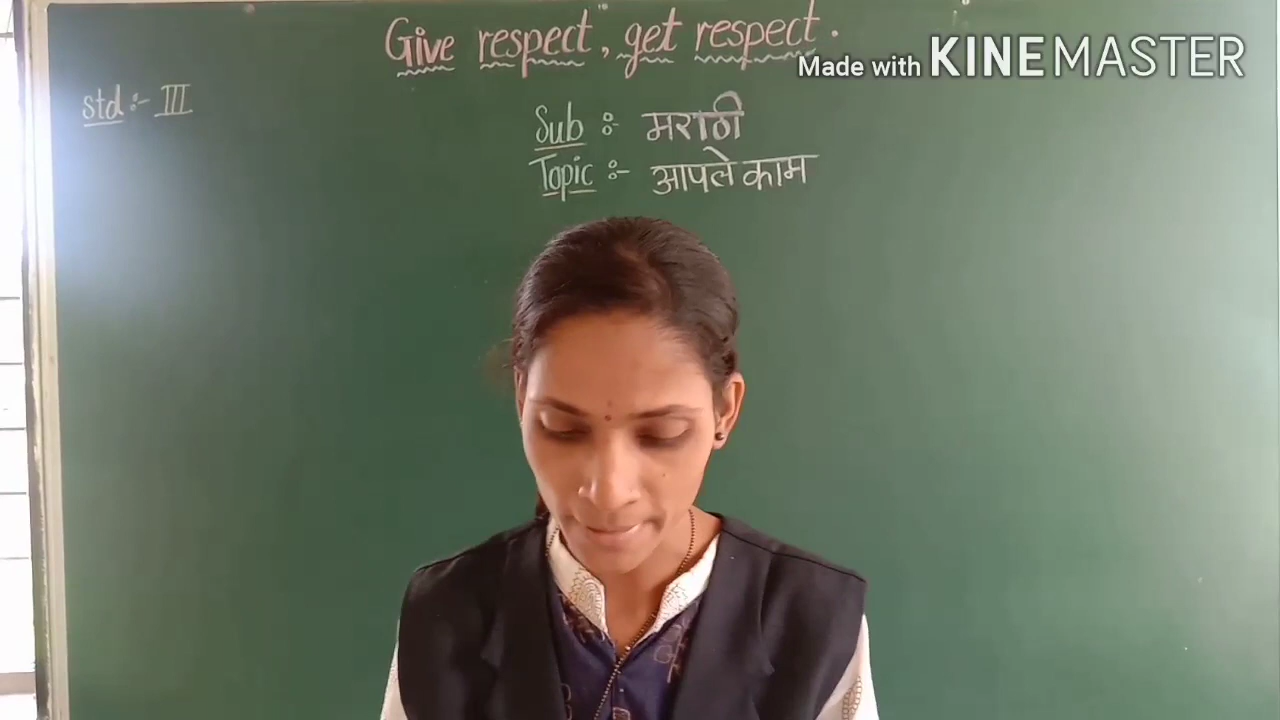 Give respect, get respect.
Made with KINEMASTER
std :- III
Sub :- मराठी
Topic :- आपले काम